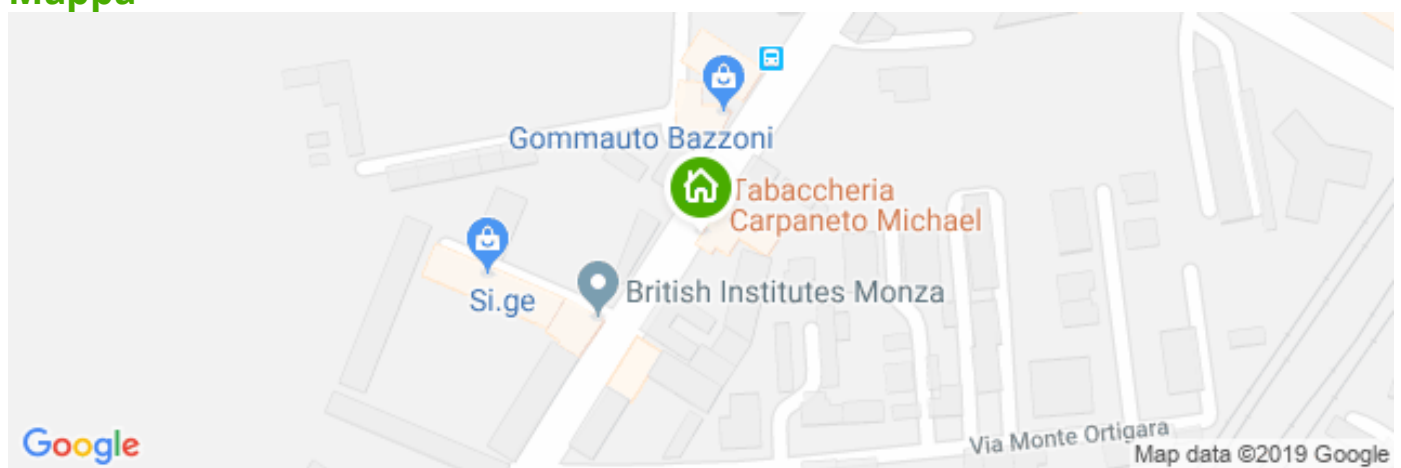 Mappa
Gommauto Bazzoni
Tabaccheria
Carpaneto Michael
Si.ge
British Institutes Monza
Via Monte Ortigara
Google
Map data ©2019 Google